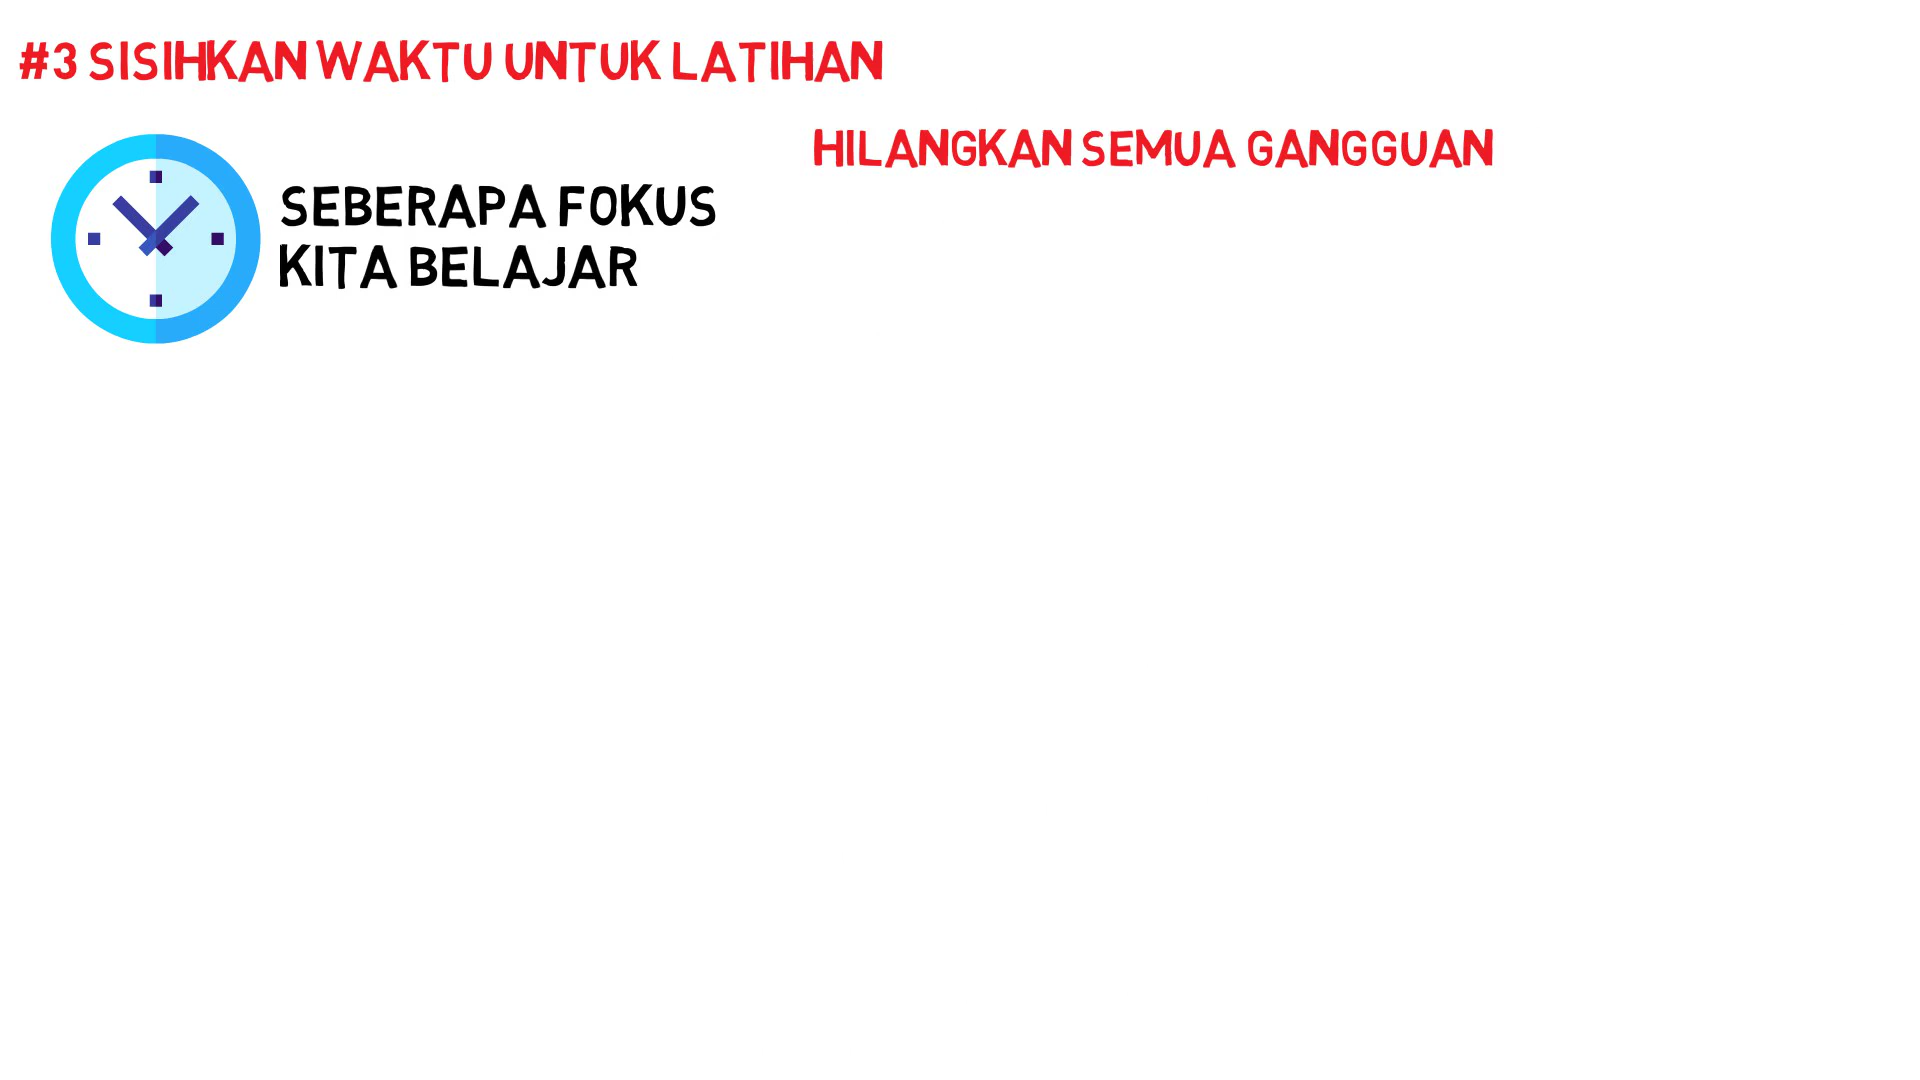 #3 SISIHKAN WAKTU UNTUK LATIHAN
HILANGKAN SEMUA GANGGUAN
SEBERAPA FOKUS
KITA BELAJAR